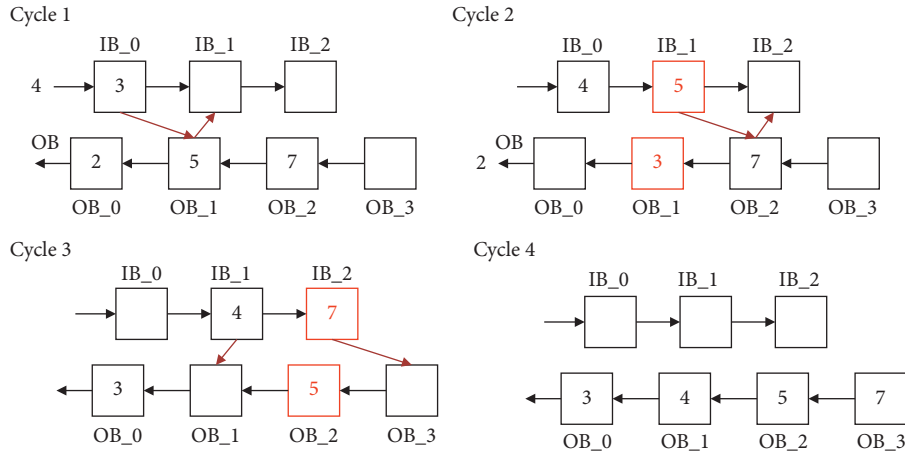 Cycle 1
IB_0 IB_1 IB_2
4 3
OB 2 5 7
OB_0 OB_1 OB_2 OB_3
Cycle 2
IB_0 IB_1 IB_2
4 5
OB
2 3 7
OB_0 OB_1 OB_2 OB_3
Cycle 3
IB_0 IB_1 IB_2
4 7
3 5
OB_0 OB_1 OB_2 OB_3
Cycle 4
IB_0 IB_1 IB_2
3 4 5 7
OB_0 OB_1 OB_2 OB_3